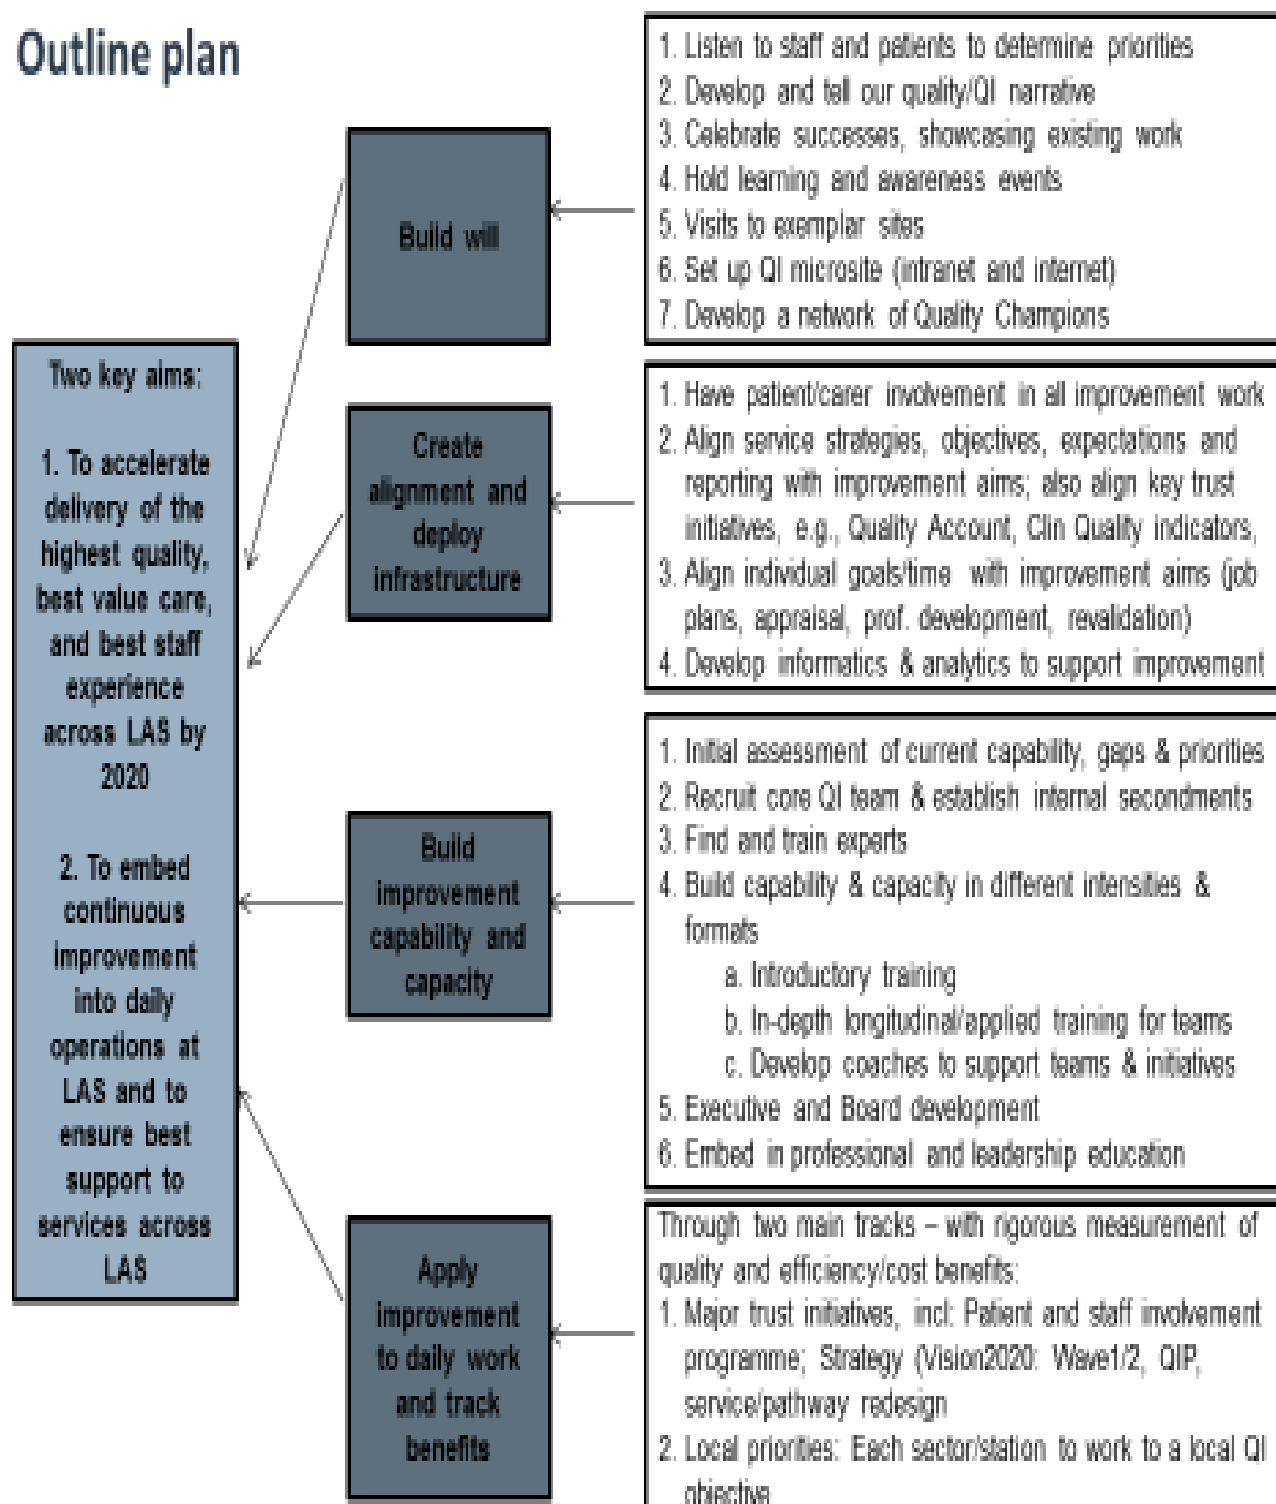 Outline plan
Two key aims:
1. To accelerate
delivery of the
highest quality,
best value care,
and best staff
experience
across LAS by
2020
2. To embed
continuous
improvement
into daily
operations at
LAS and to
ensure best
support to
services across
LAS
Build will
1. Listen to staff and patients to determine priorities
2. Develop and tell our quality/QI narrative
3. Celebrate successes, showcasing existing work
4. Hold learning and awareness events
5. Visits to exemplar sites
6. Set up QI microsite (intranet and internet)
7. Develop a network of Quality Champions
Create
alignment and
deploy
infrastructure
1. Have patient/carer involvement in all improvement work
2. Align service strategies, objectives, expectations and
reporting with improvement aims; also align key trust
initiatives, e.g., Quality Account, Clin Quality indicators,
3. Align individual goals/time with improvement aims (job
plans, appraisal, prof. development, revalidation)
4. Develop informatics & analytics to support improvement
Build
improvement
capability and
capacity
1. Initial assessment of current capability, gaps & priorities
2. Recruit core QI team & establish internal secondments
3. Find and train experts
4. Build capability & capacity in different intensities &
formats
a. Introductory training
b. In-depth longitudinal/applied training for teams
c. Develop coaches to support teams & initiatives
5. Executive and Board development
6. Embed in professional and leadership education
Apply
improvement
to daily work
and track
benefits
Through two main tracks – with rigorous measurement of
quality and efficiency/cost benefits:
1. Major trust initiatives, incl: Patient and staff involvement
programme; Strategy (Vision2020: Wave1/2, QIP,
service/pathway redesign
2. Local priorities: Each sector/station to work to a local QI
objective